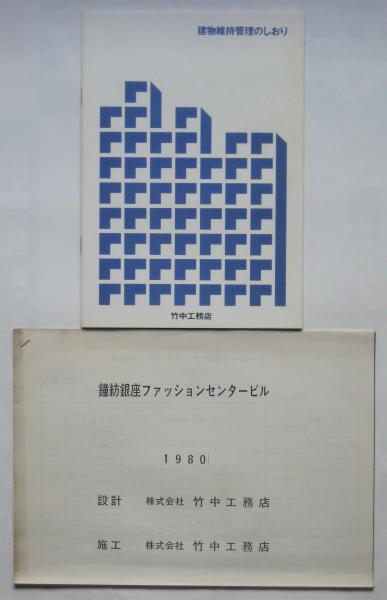 建物維持管理のしおり
竹中工務店
鐘紡銀座ファッションセンタービル
1980
設計 株式会社 竹中工務店
施工 株式会社 竹中工務店